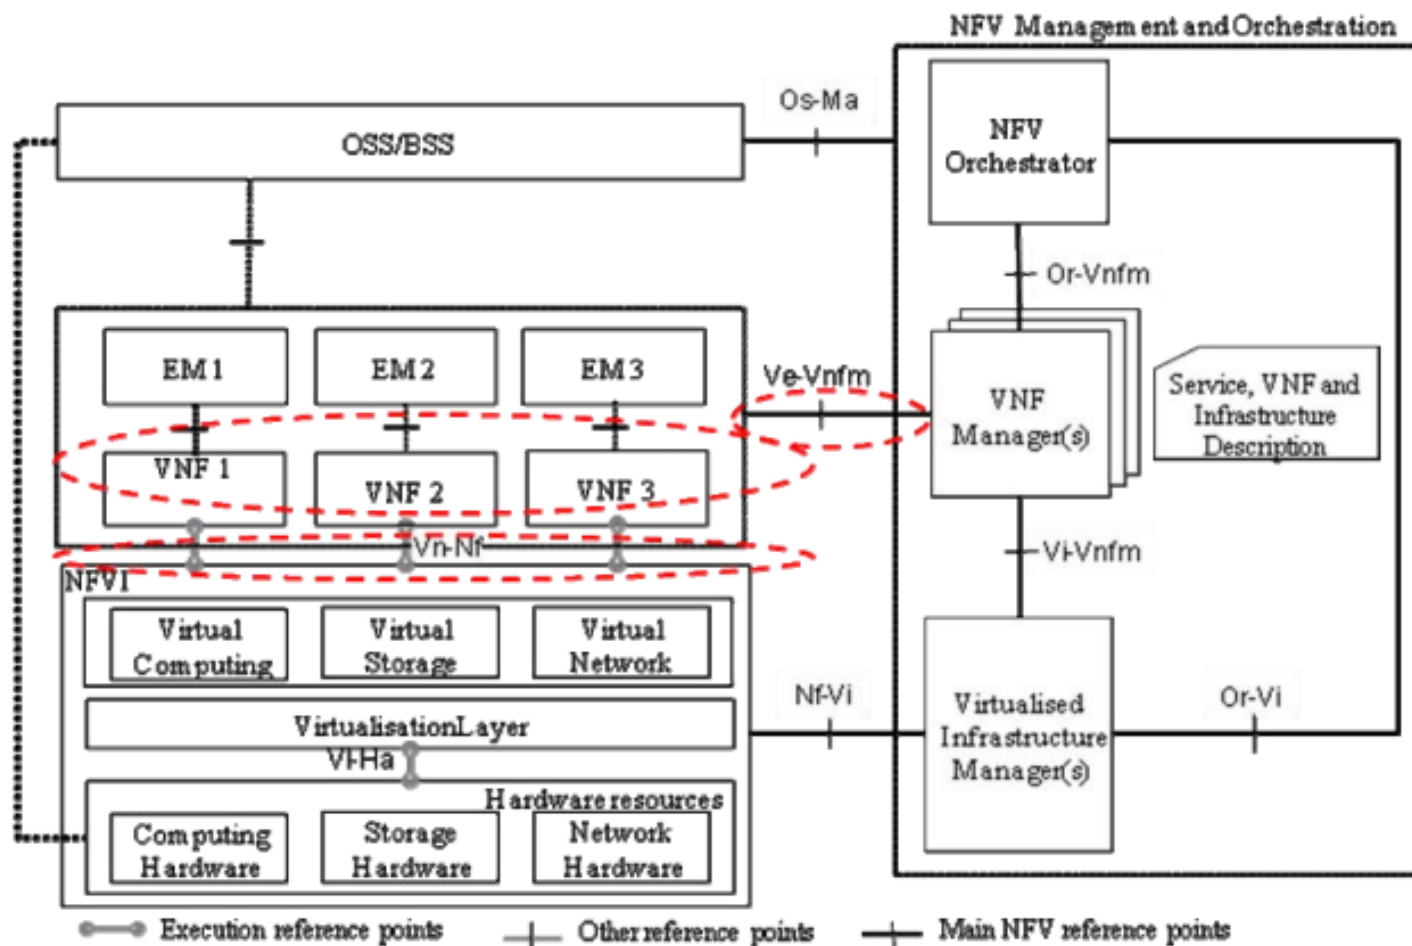 NFV Management and Orchestration
Os-Ma
OSS/BSS
NFV
Orchestrator
Or-Vnfm
EM 1
EM 2
EM 3
Ve-Vnfm
VNF
Manager(s)
Service, VNF and
Infrastructure
Description
VNF 1
VNF 2
VNF 3
Vn-Nf
Vi-Vnfm
NFVI
Virtual
Computing
Virtual
Storage
Virtual
Network
Nf-Vi
Virtualised
Infrastructure
Manager(s)
Or-Vi
Virtualisation Layer
Vl-Ha
Hardware resources
Computing
Hardware
Storage
Hardware
Network
Hardware
Execution reference points
Other reference points
Main NFV reference points